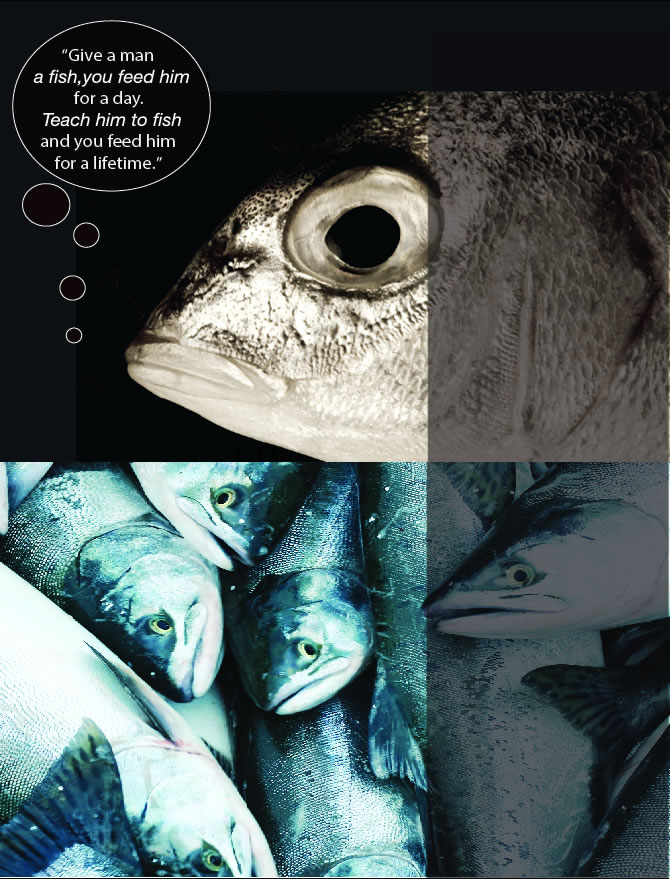 “Give a man
a fish,you feed him
for a day.
Teach him to fish
and you feed him
for a lifetime.”